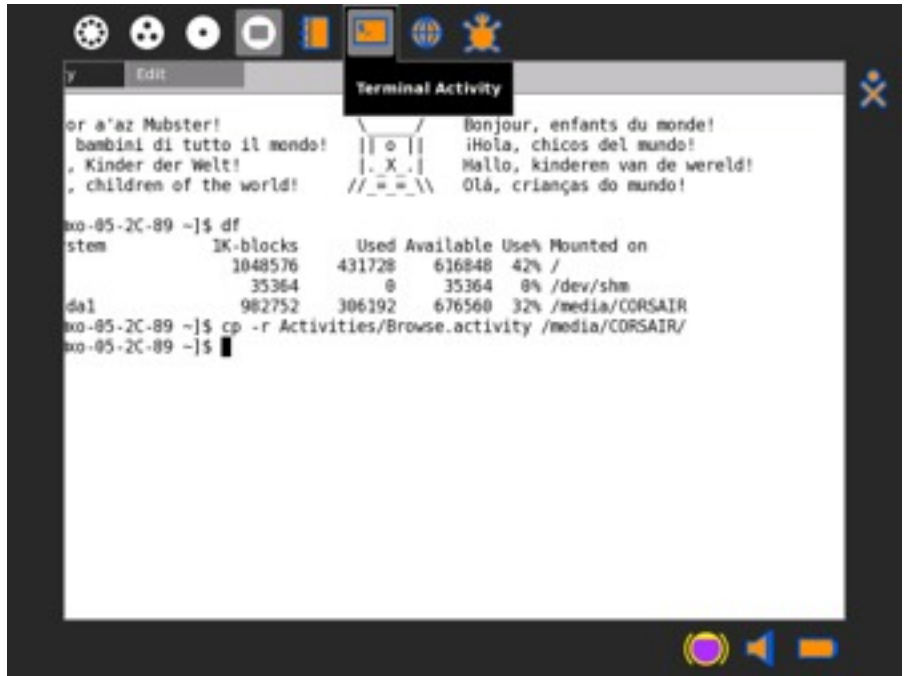 y Edit
Terminal Activity
or a'az Mubster! \_____/ Bonjour, enfants du monde!
bambini di tutto il mondo! || o || ¡Hola, chicos del mundo!
, Kinder der Welt! |._X_.| Hallo, kinderen van de wereld!
, children of the world! //_=_=_\\ Olá, crianças do mundo!
xo-05-2C-89 ~]$ df
stem 1K-blocks Used Available Use% Mounted on
1048576 431728 616848 42% /
35364 0 35364 0% /dev/shm
da1 982752 306192 676560 32% /media/CORSAIR
xo-05-2C-89 ~]$ cp -r Activities/Browse.activity /media/CORSAIR/
xo-05-2C-89 ~]$